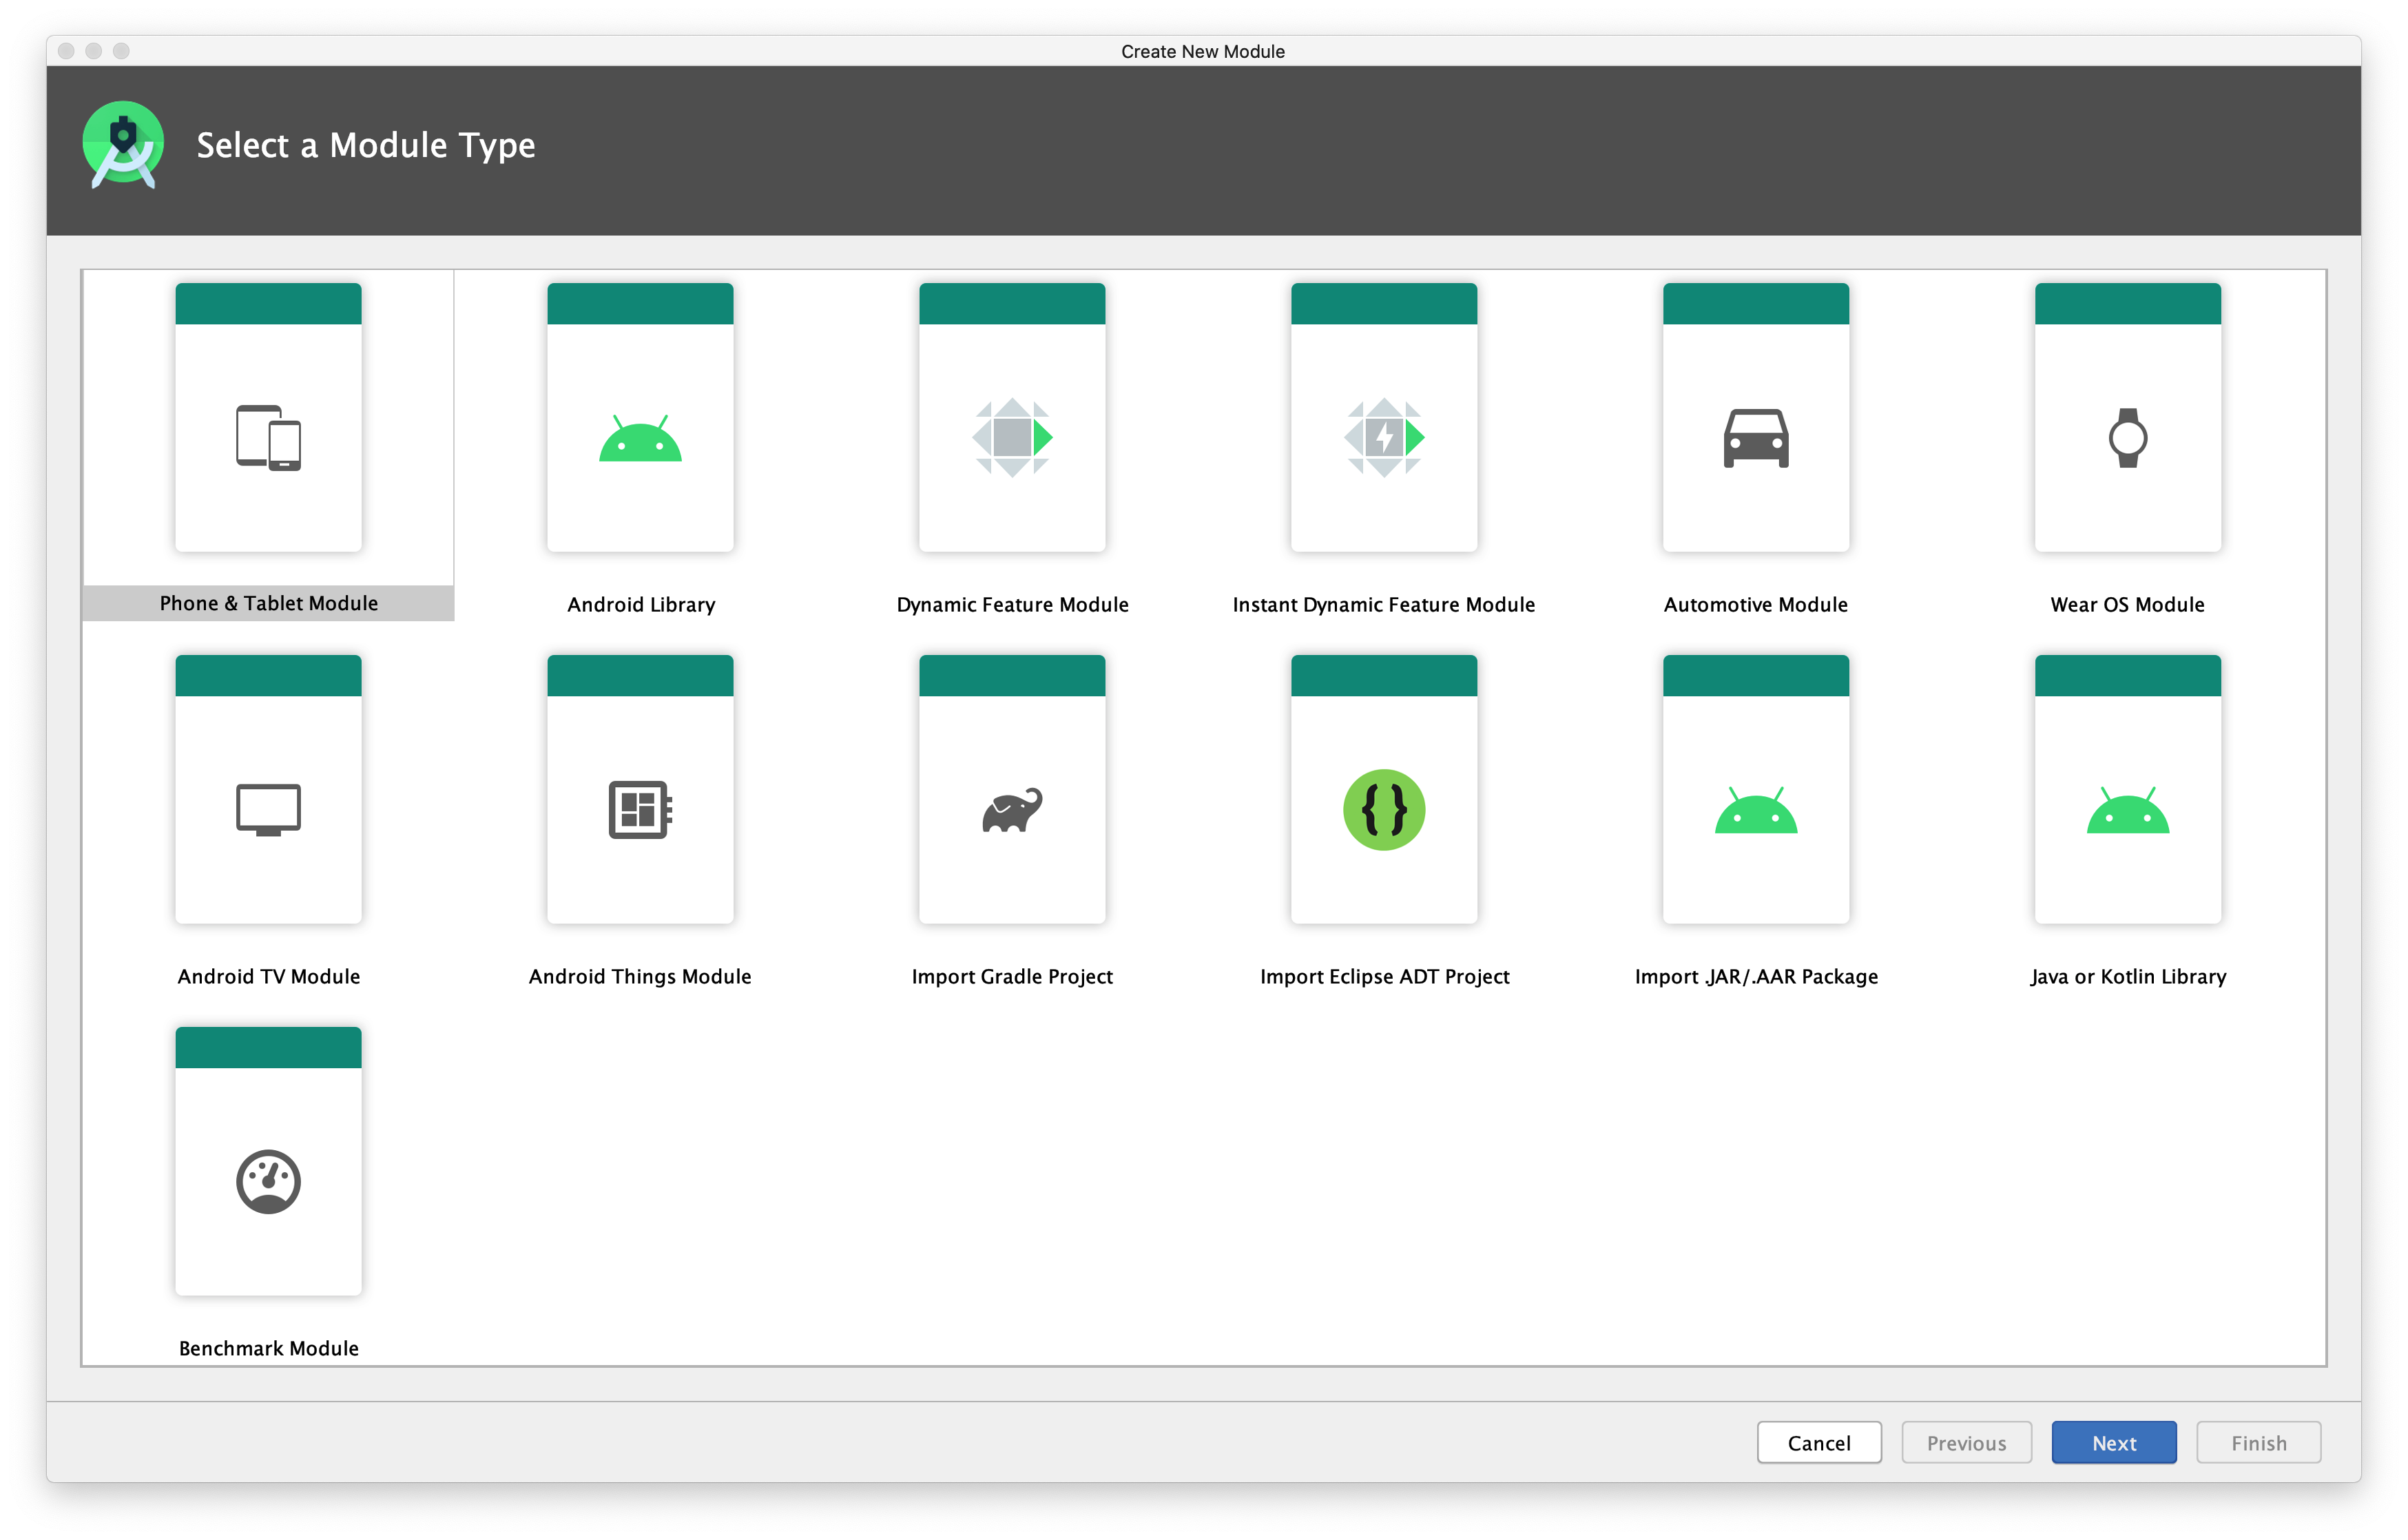 Create New Module
Select a Module Type
Phone & Tablet Module
Android Library
Dynamic Feature Module
Instant Dynamic Feature Module
Automotive Module
Wear OS Module
Android TV Module
Android Things Module
Import Gradle Project
Import Eclipse ADT Project
Import .JAR/.AAR Package
Java or Kotlin Library
Benchmark Module
Cancel
Previous
Next
Finish